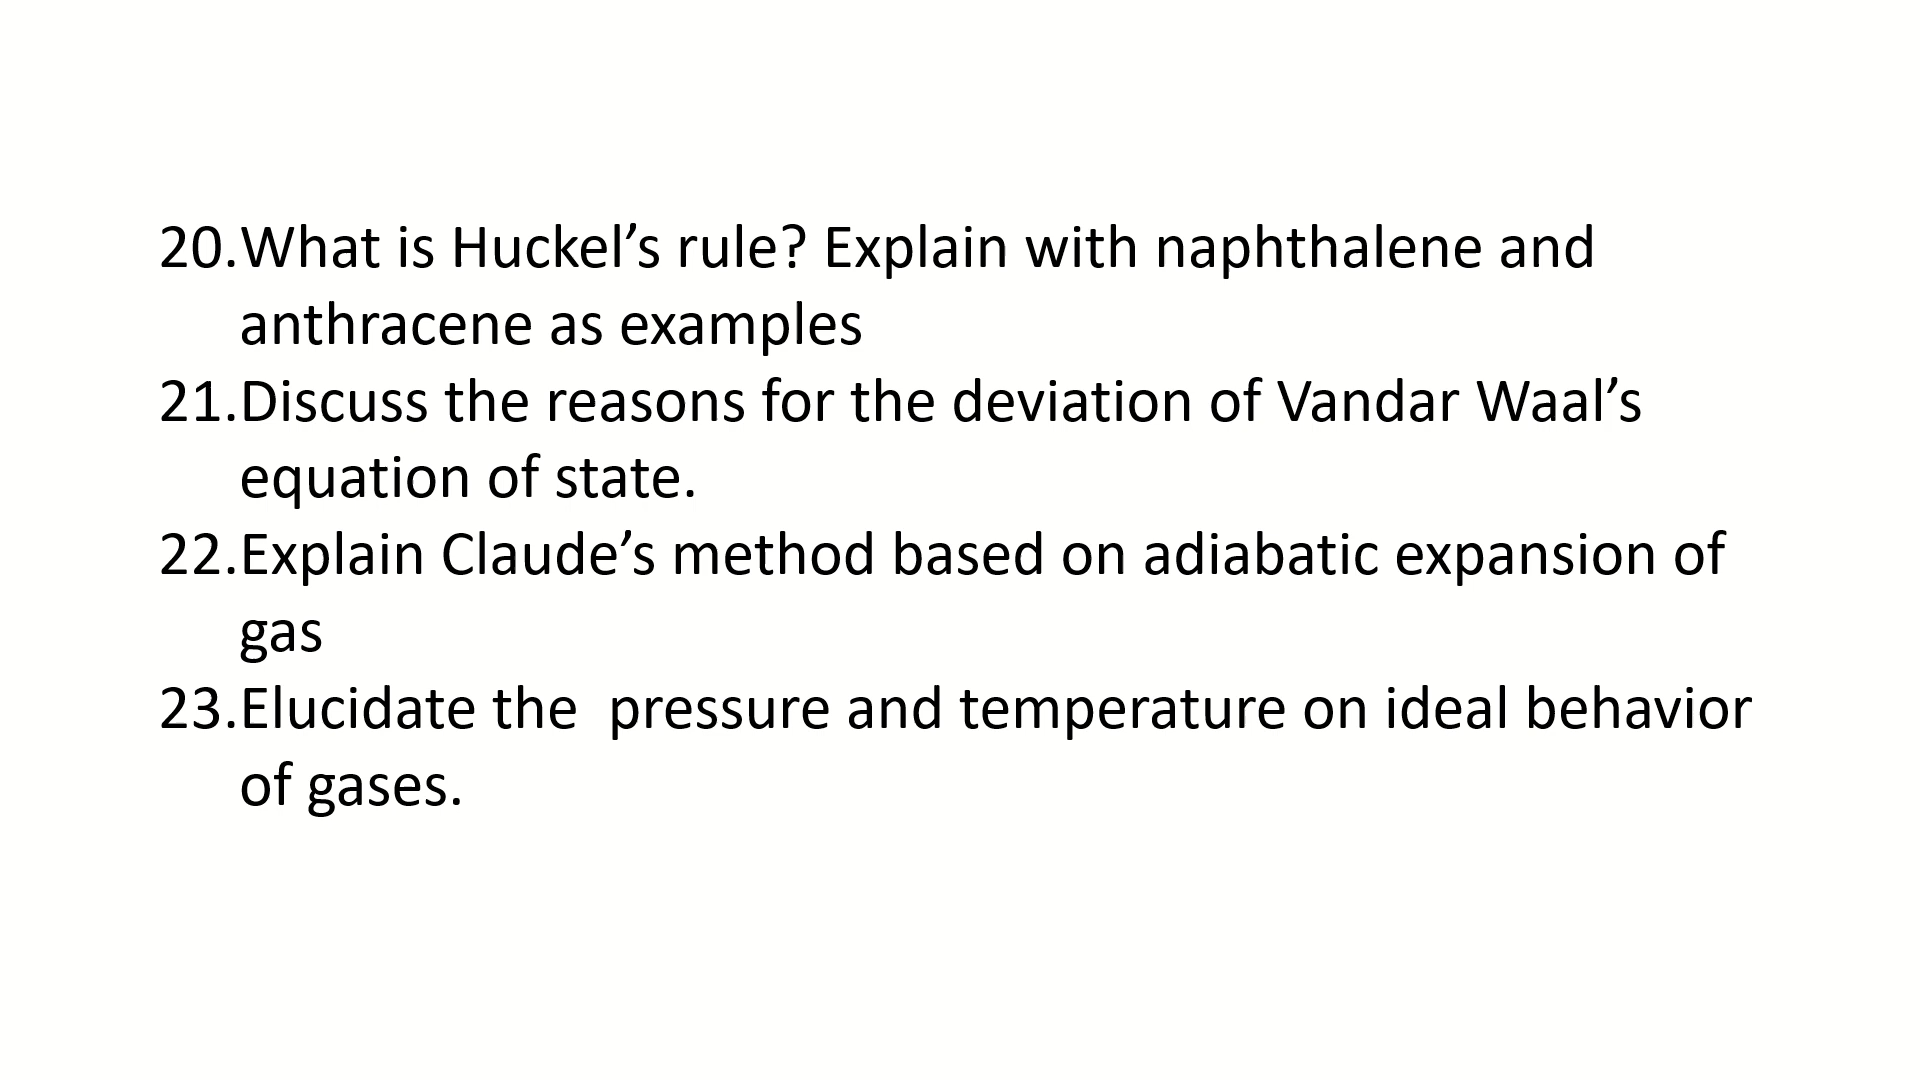 20.What is Huckel’s rule? Explain with naphthalene and
anthracene as examples
21.Discuss the reasons for the deviation of Vandar Waal’s
equation of state.
22.Explain Claude’s method based on adiabatic expansion of
gas
23.Elucidate the  pressure and temperature on ideal behavior
of gases.